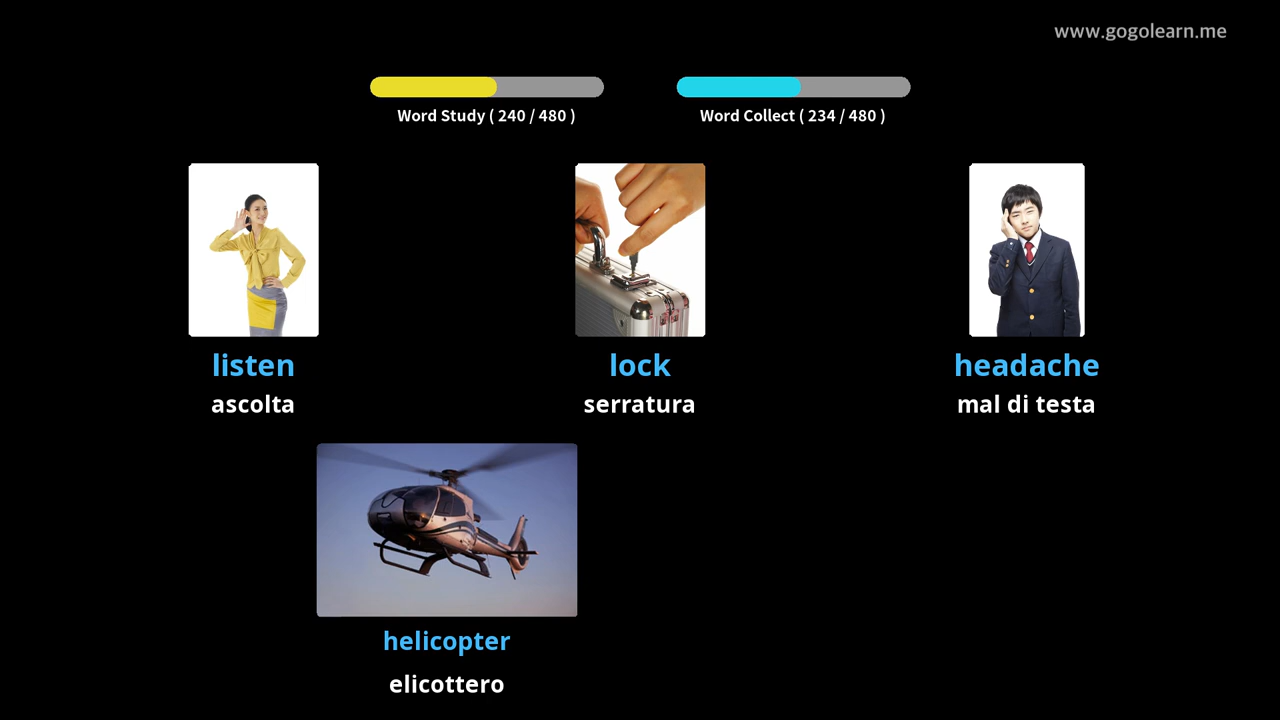 www.gogolearn.me
Word Study ( 240 / 480 )
Word Collect ( 234 / 480 )
listen
ascolta
lock
serratura
headache
mal di testa
helicopter
elicottero